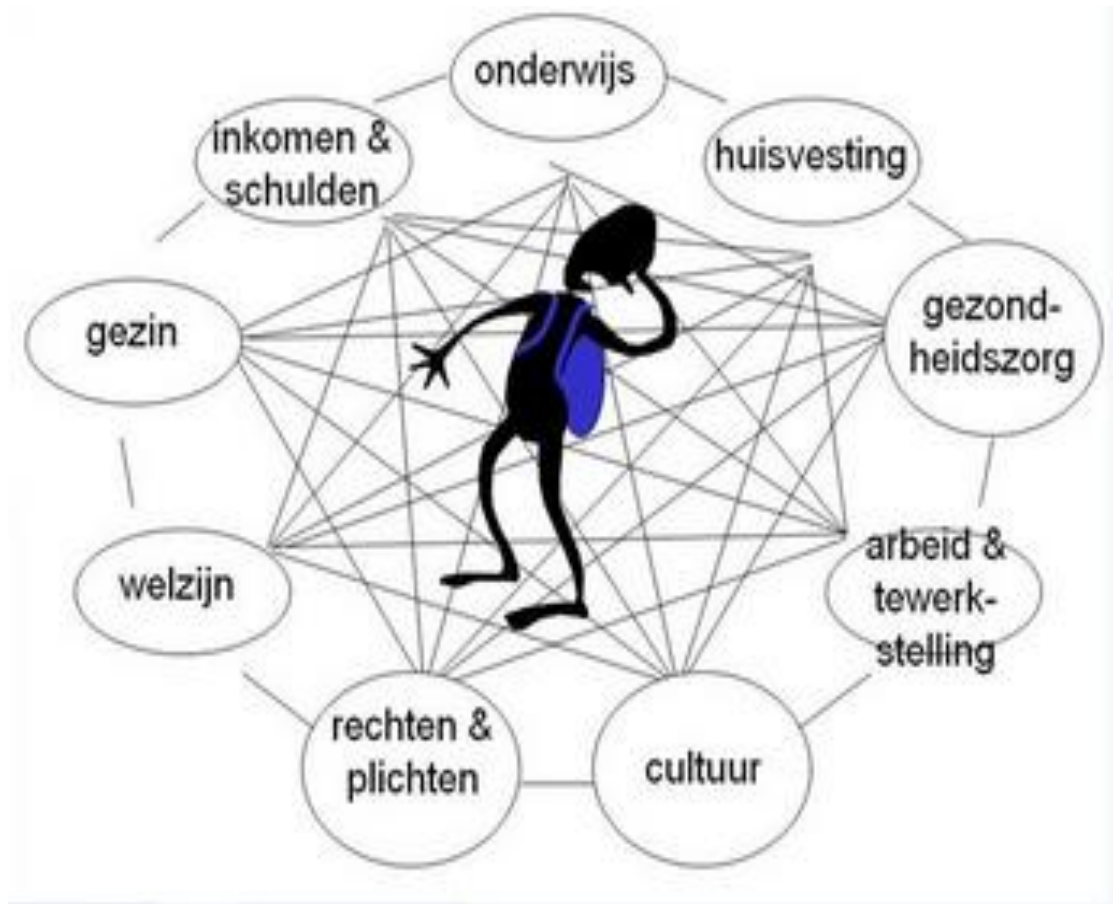 onderwijs
inkomen &
schulden
huisvesting
gezin
gezond-
heidszorg
welzijn
arbeid &
tewerk-
stelling
rechten &
plichten
cultuur